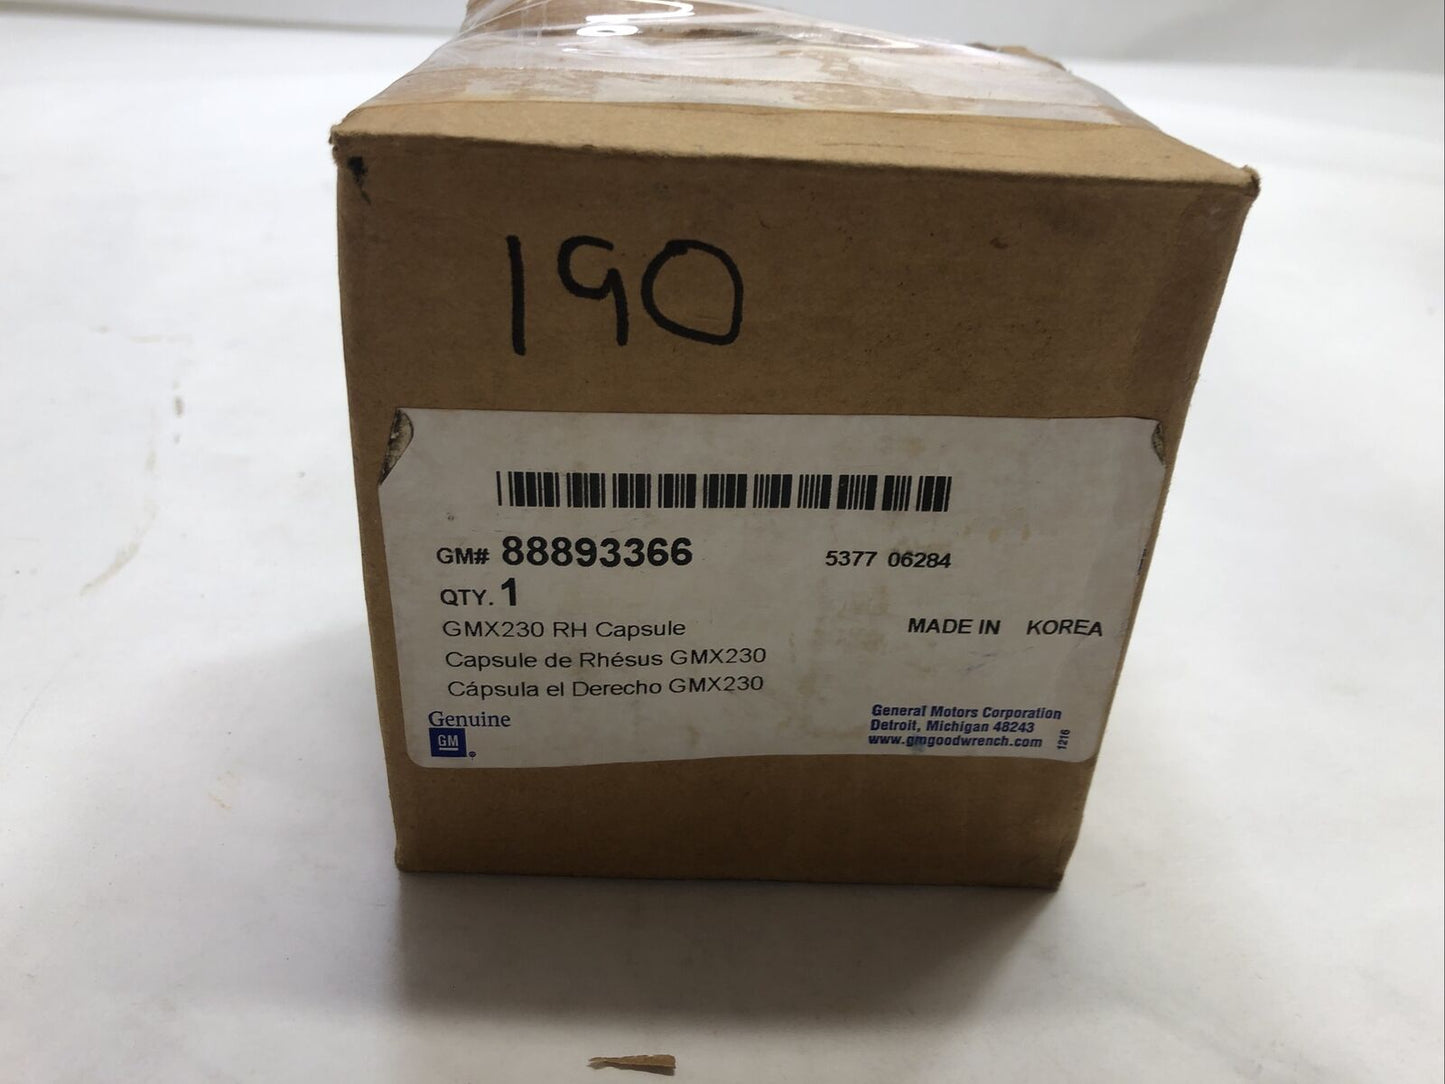 190
GM# 88893366 5377 06284
QTY. 1
GMX230 RH Capsule MADE IN KOREA
Capsule de Rhésus GMX230
Cápsula el Derecho GMX230
Genuine
GM
General Motors Corporation
Detroit, Michigan 48243
www.gmgoodwrench.com
1216